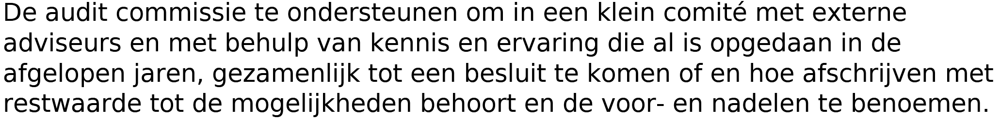 De audit commissie te ondersteunen om in een klein comité met externe
adviseurs en met behulp van kennis en ervaring die al is opgedaan in de
afgelopen jaren, gezamenlijk tot een besluit te komen of en hoe afschrijven met
restwaarde tot de mogelijkheden behoort en de voor- en nadelen te benoemen.